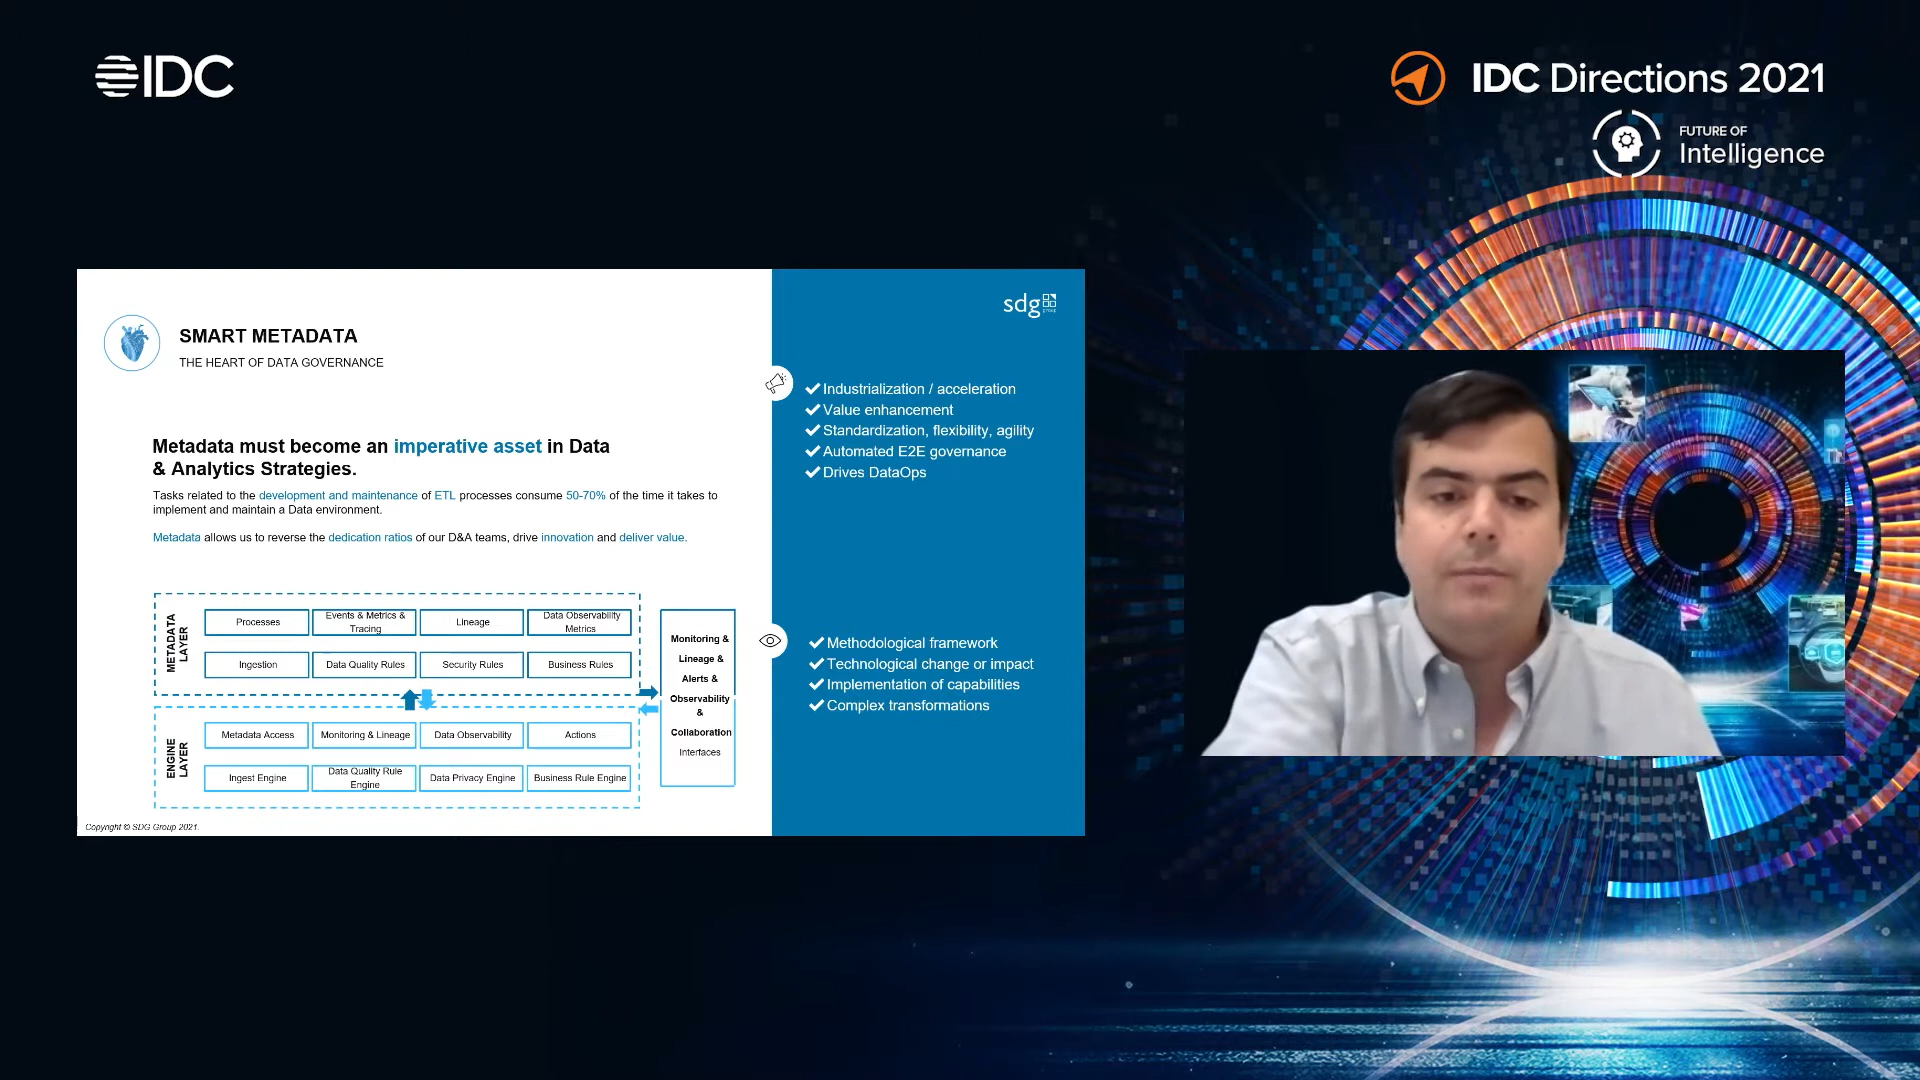 IDC
IDC Directions 2021
FUTURE OF
Intelligence
sdg
GROUP
SMART METADATA
THE HEART OF DATA GOVERNANCE
Metadata must become an imperative asset in Data
& Analytics Strategies.
Tasks related to the development and maintenance of ETL processes consume 50-70% of the time it takes to
implement and maintain a Data environment.
Metadata allows us to reverse the dedication ratios of our D&A teams, drive innovation and deliver value.
METADATA
LAYER
Processes
Events & Metrics &
Tracing
Lineage
Data Observability
Metrics
Ingestion
Data Quality Rules
Security Rules
Business Rules
ENGINE
LAYER
Metadata Access
Monitoring & Lineage
Data Observability
Actions
Ingest Engine
Data Quality Rule
Engine
Data Privacy Engine
Business Rule Engine
Monitoring &
Lineage &
Alerts &
Observability
&
Collaboration
Interfaces
Industrialization / acceleration
Value enhancement
Standardization, flexibility, agility
Automated E2E governance
Drives DataOps
Methodological framework
Technological change or impact
Implementation of capabilities
Complex transformations
Copyright © SDG Group 2021.